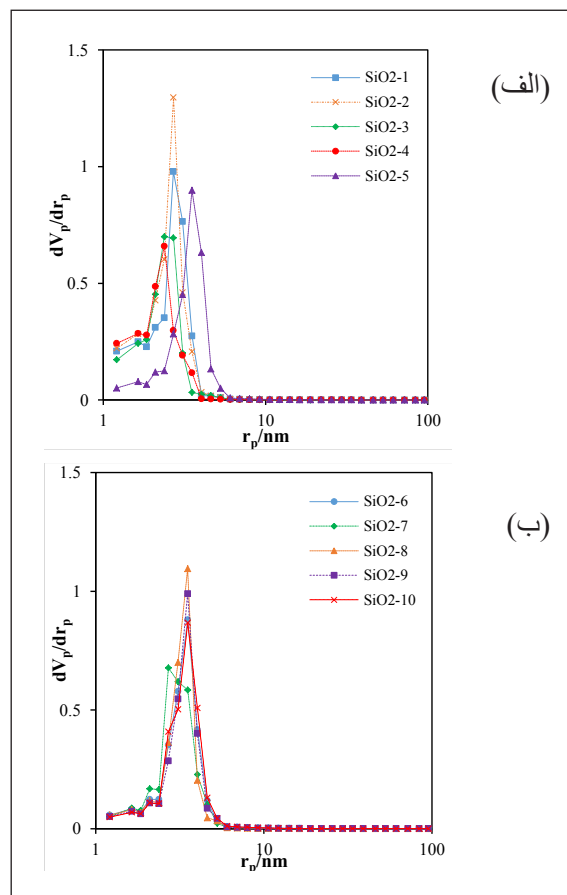 (الف)
1.5
1
0.5
0
dVp/drp
SiO2-1
SiO2-2
SiO2-3
SiO2-4
SiO2-5
1
10
100
rp/nm
(ب)
1.5
1
0.5
0
dVp/drp
SiO2-6
SiO2-7
SiO2-8
SiO2-9
SiO2-10
1
10
100
rp/nm